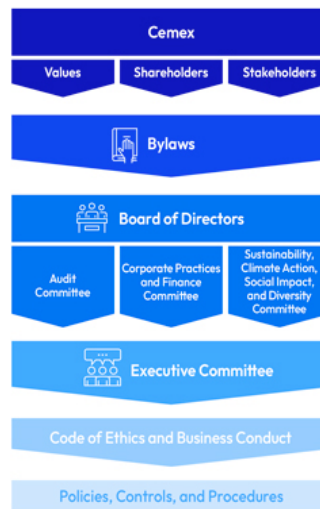 Cemex
Values
Shareholders
Stakeholders
Bylaws
Board of Directors
Audit
Committee
Corporate Practices
and Finance
Committee
Sustainability,
Climate Action,
Social Impact,
and Diversity
Committee
Executive Committee
Code of Ethics and Business Conduct
Policies, Controls, and Procedures